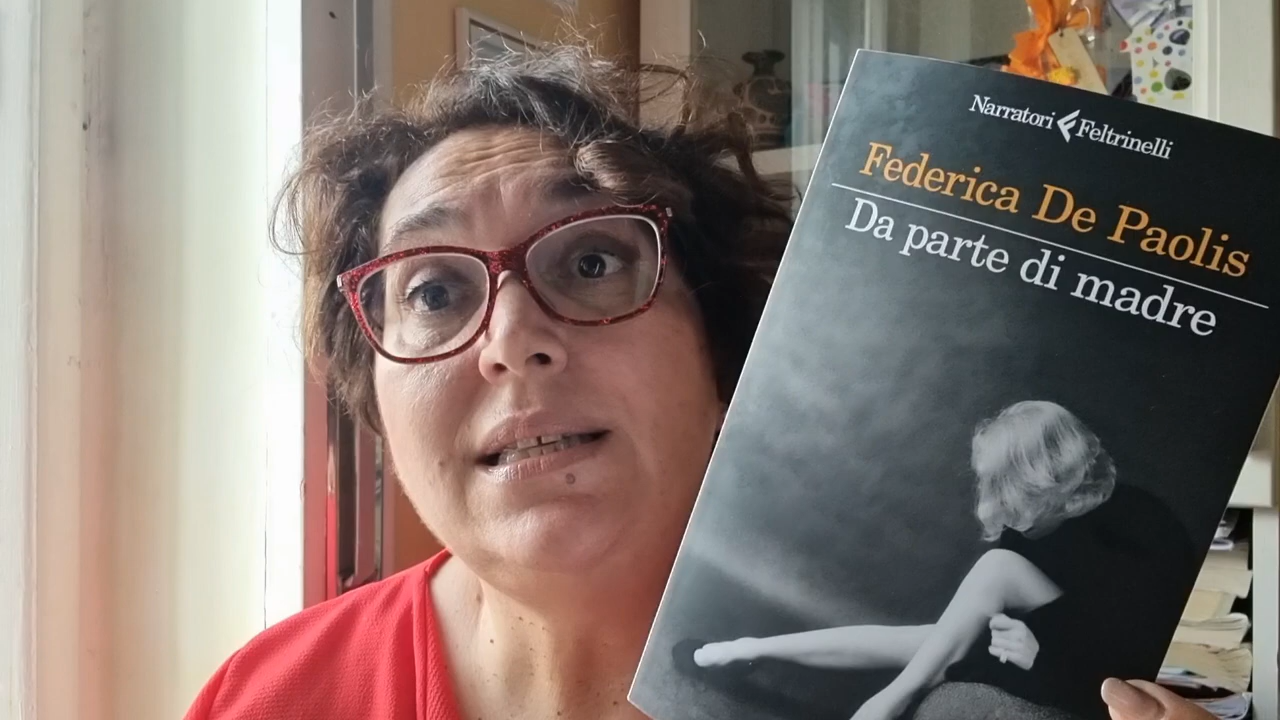 Narratori Feltrinelli
Federica De Paolis
Da parte di madre